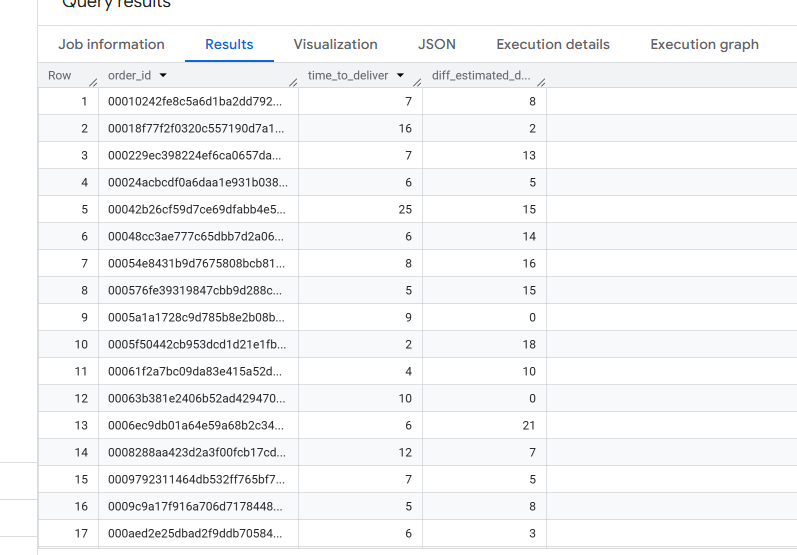 Query results
Job information Results Visualization JSON Execution details Execution graph
Row order_id time_to_deliver diff_estimated_d...
1 00010242fe8c5a6d1ba2dd792... 7 8
2 00018f77f2f0320c557190d7a1... 16 2
3 000229ec398224ef6ca0657da... 7 13
4 00024acbcdf0a6daa1e931b038... 6 5
5 00042b26cf59d7ce69dfabb4e5... 25 15
6 00048cc3ae777c65dbb7d2a06... 6 14
7 00054e8431b9d7675808bcb81... 8 16
8 000576fe39319847cbb9d288c... 5 15
9 0005a1a1728c9d785b8e2b08b... 9 0
10 0005f50442cb953dcd1d21e1fb... 2 18
11 00061f2a7bc09da83e415a52d... 4 10
12 00063b381e2406b52ad429470... 10 0
13 0006ec9db01a64e59a68b2c34... 6 21
14 0008288aa423d2a3f00fcb17cd... 12 7
15 0009792311464db532ff765bf7... 7 5
16 0009c9a17f916a706d7178448... 5 8
17 000aed2e25dbad2f9ddb70584... 6 3